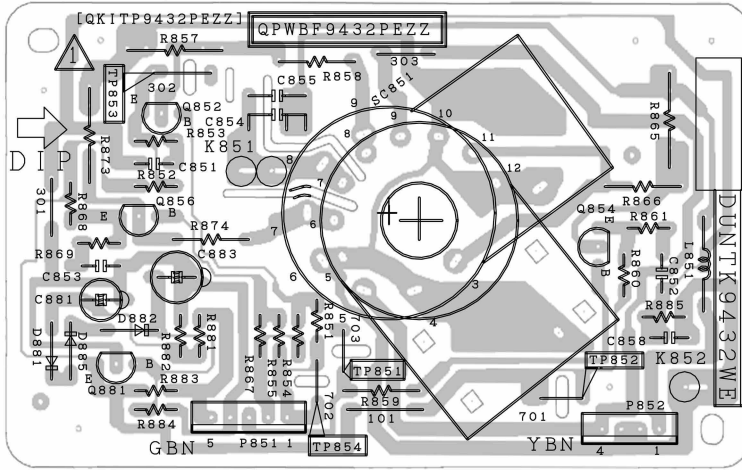 [QKITP9432PEZZ]
QPWBF9432PEZZ
R857
303
1
R858
SC851
TP853
302
E
C855
9
9
10
Q852
B
C854
8
11
R865
R853
K851
R873
DIP
C851
8
12
R852
7
R866
301
R868
Q856
E
B
R874
7
6
Q854
E
R861
DUNTK9432WE
R869
C883
B
R860
C852
L851
C853
6
5
3
C881
R885
4
D882
R882
R881
R851
5
703
C858
D881
D885
B
R867
R855
R854
TP851
TP852
K852
E
Q881
R883
R859
702
701
P852
R884
101
GBN
5
P851
1
TP854
YBN
4
1